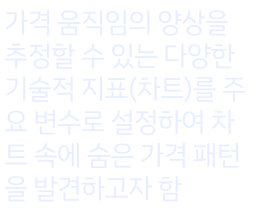 가격 움직임의 양상을
추정할 수 있는 다양한
기술적 지표(차트)를 주
요 변수로 설정하여 차
트 속에 숨은 가격 패턴
을 발견하고자 함